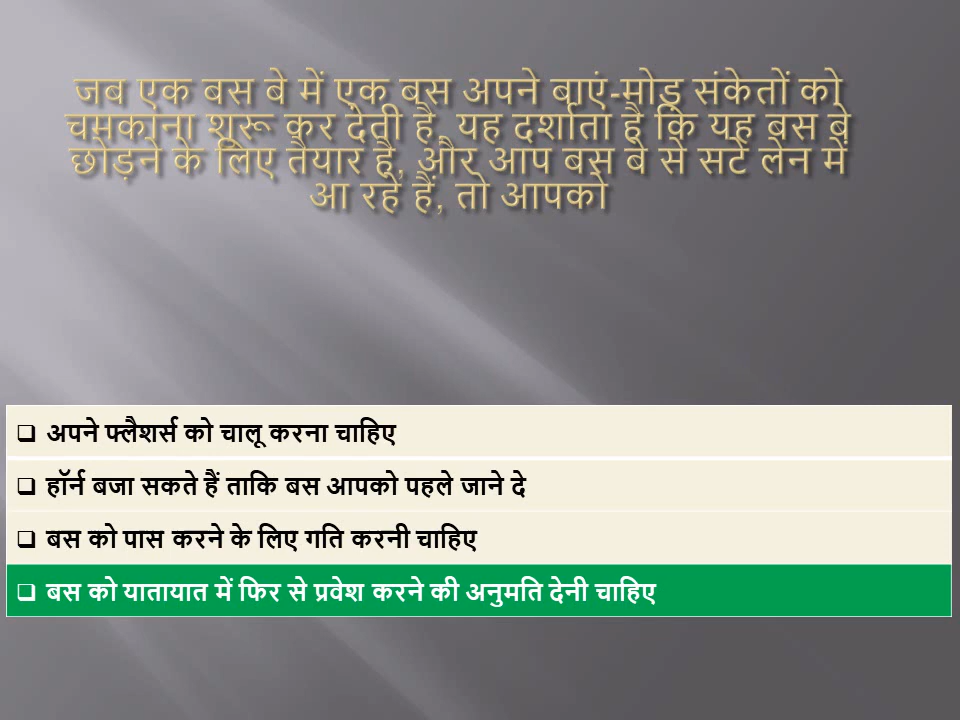 जब एक बस बे में एक बस अपने बाएं-मोड़ संकेतों को
चमकाना शुरू कर देती है, यह दर्शाता है कि यह बस बे
छोड़ने के लिए तैयार है, और आप बस बे से सटे लेन में
आ रहे हैं, तो आपको
❑ अपने फ्लैशर्स को चालू करना चाहिए
❑ हॉर्न बजा सकते हैं ताकि बस आपको पहले जाने दे
❑ बस को पास करने के लिए गति करनी चाहिए
❑ बस को यातायात में फिर से प्रवेश करने की अनुमति देनी चाहिए